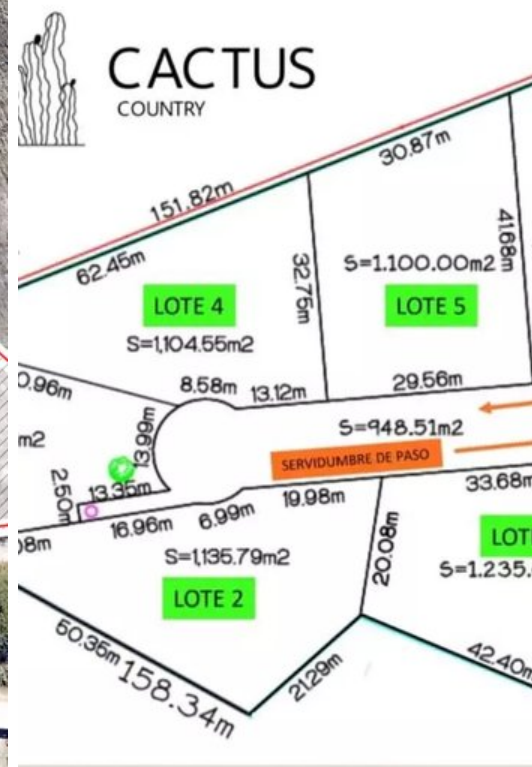 CACTUS
COUNTRY
30.87m
151.82m
62.45m
32.75m
41.68m
S=1.100.00m2
LOTE 4
LOTE 5
S=1,104.55m2
0.96m
8.58m
13.12m
29.56m
13.99m
S=948.51m2
m2
SERVIDUMBRE DE PASO
2.50m
13.35m
19.98m
33.68m
16.96m
6.99m
08m
S=1,135.79m2
20.08m
LOTE
S=1.235.
LOTE 2
50.35m
158.34m
21.29m
42.40m